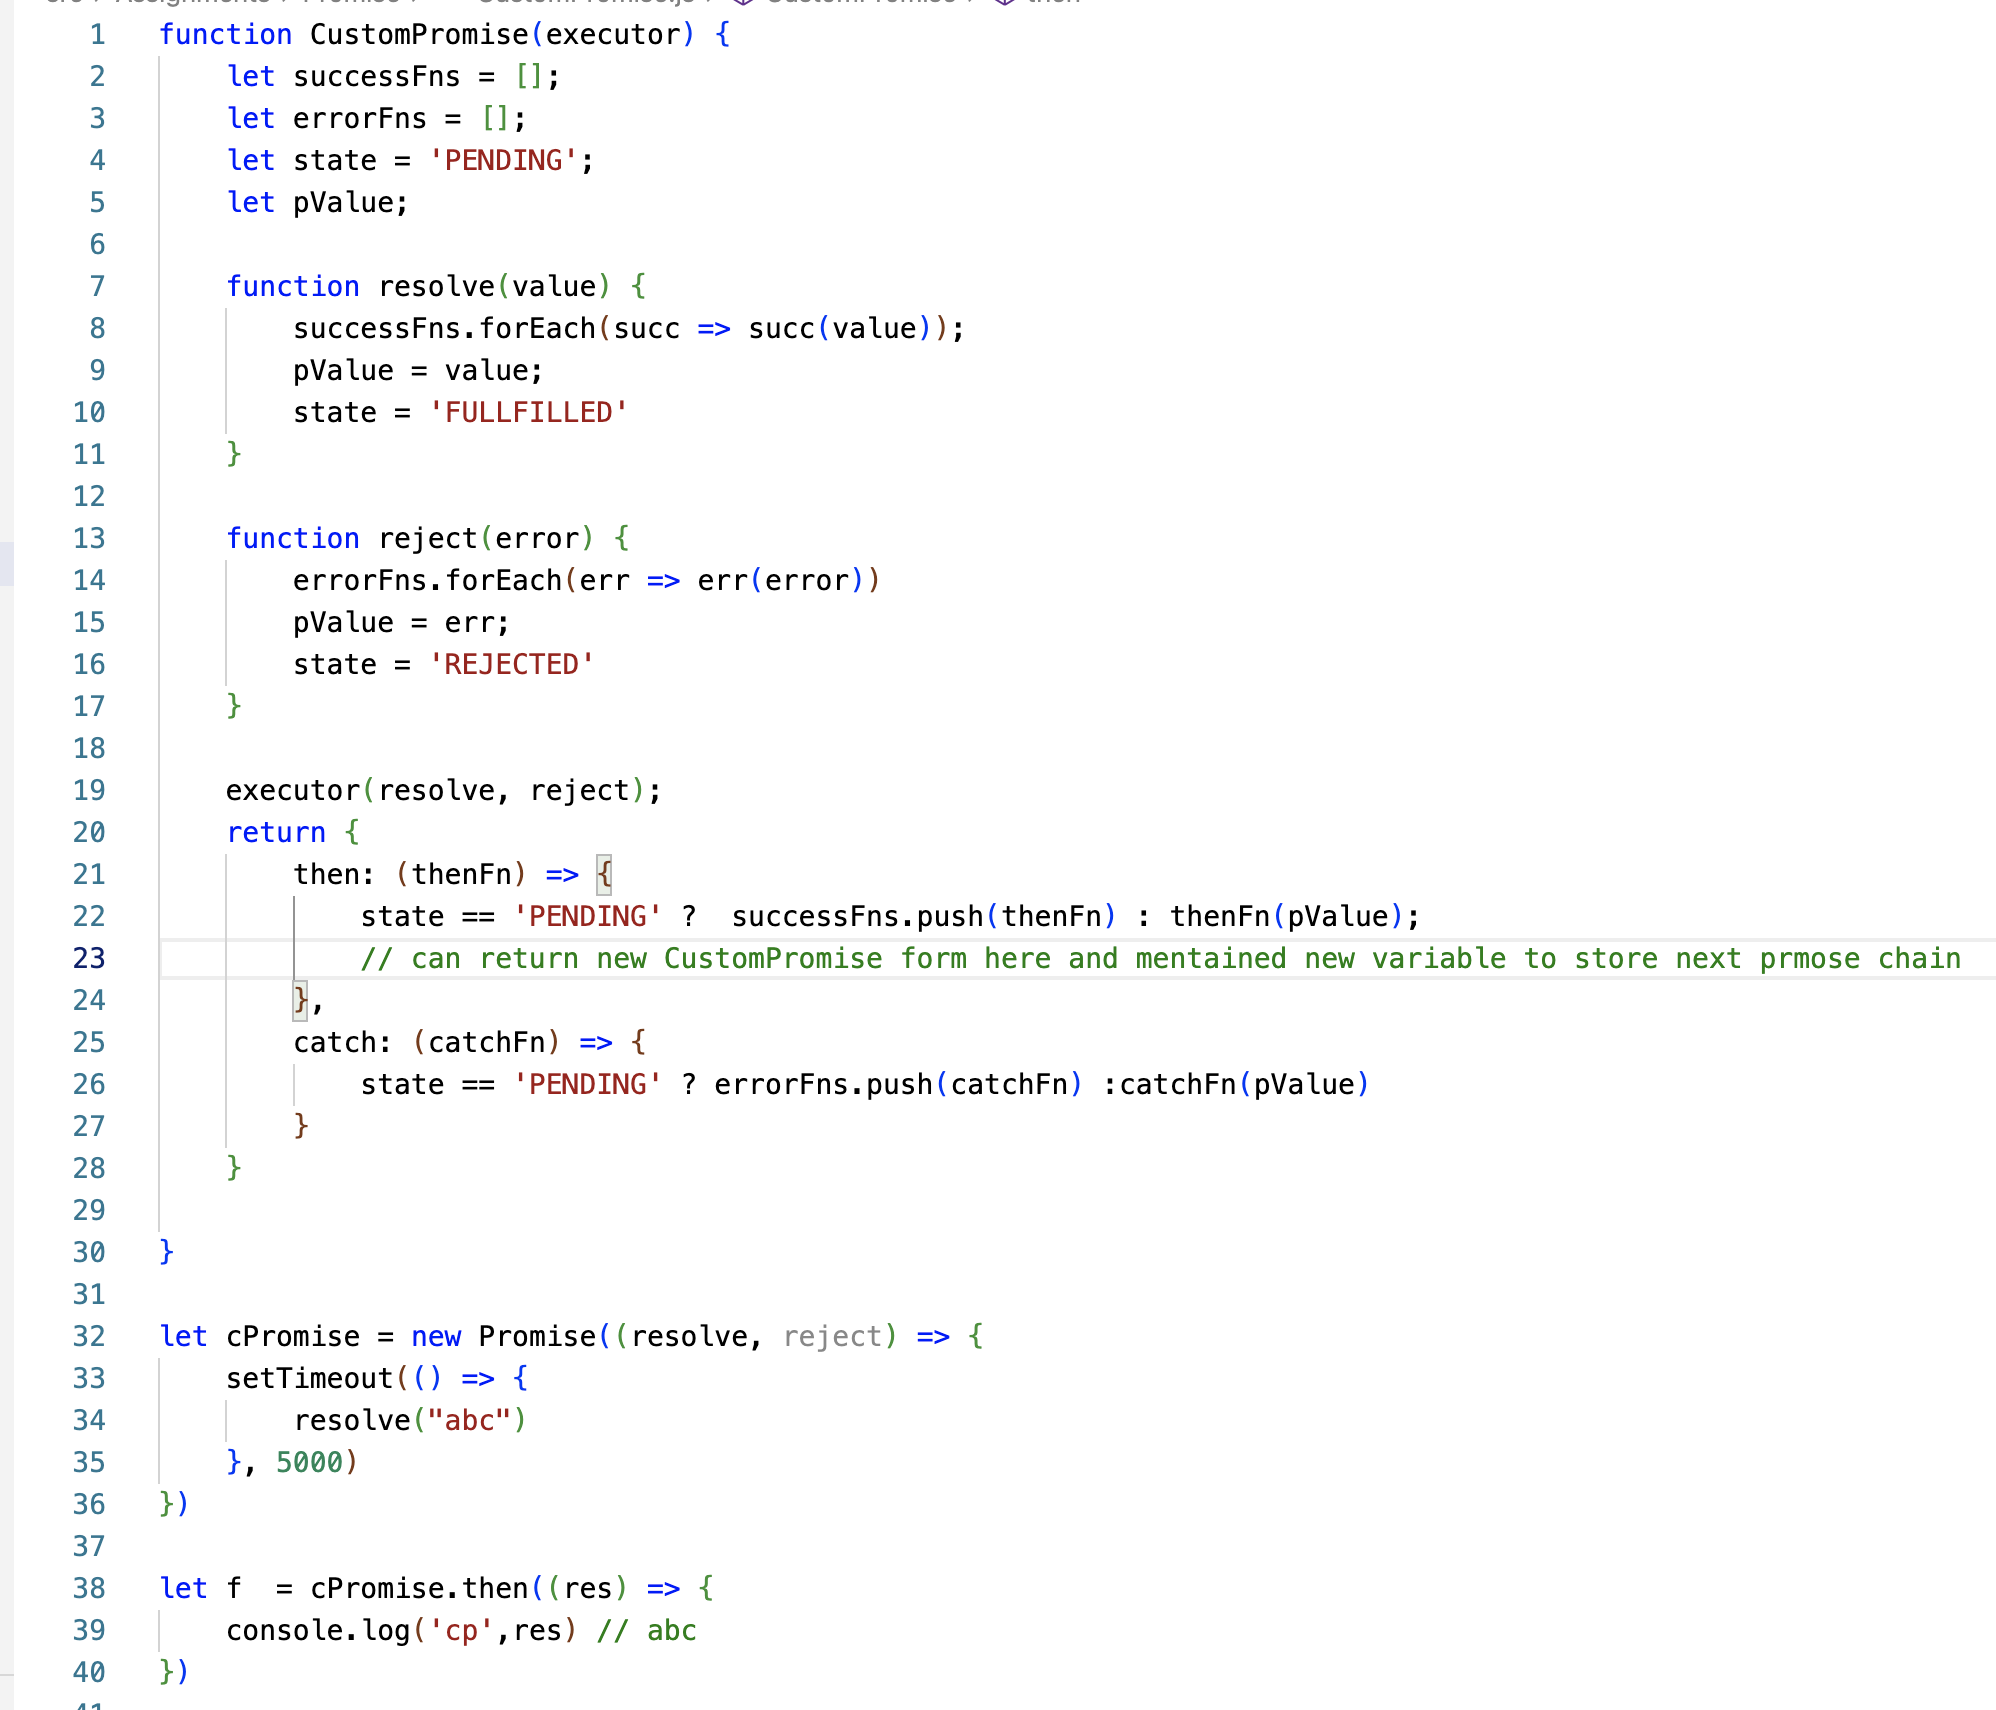 1 function CustomPromise(executor) {
2     let successFns = [];
3     let errorFns = [];
4     let state = 'PENDING';
5     let pValue;
6
7     function resolve(value) {
8         successFns.forEach(succ => succ(value));
9         pValue = value;
10         state = 'FULLFILLED'
11     }
12
13     function reject(error) {
14         errorFns.forEach(err => err(error))
15         pValue = err;
16         state = 'REJECTED'
17     }
18
19     executor(resolve, reject);
20     return {
21         then: (thenFn) => {
22             state == 'PENDING' ?  successFns.push(thenFn) : thenFn(pValue);
23             // can return new CustomPromise form here and mentained new variable to store next prmose chain
24         },
25         catch: (catchFn) => {
26             state == 'PENDING' ? errorFns.push(catchFn) :catchFn(pValue)
27         }
28     }
29
30 }
31
32 let cPromise = new Promise((resolve, reject) => {
33     setTimeout(() => {
34         resolve("abc")
35     }, 5000)
36 })
37
38 let f  = cPromise.then((res) => {
39     console.log('cp',res) // abc
40 })
41